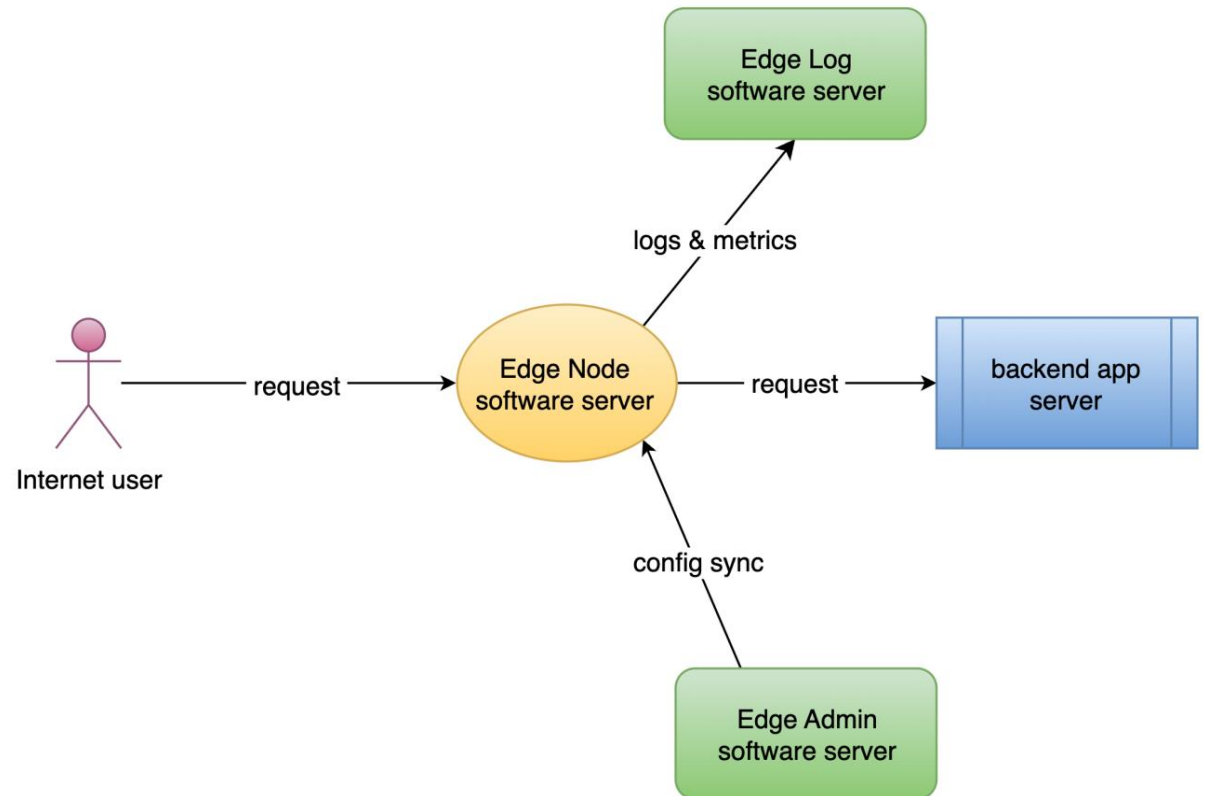 Edge Log
software server
logs & metrics
Edge Node
software server
request
request
backend app
server
Internet user
config sync
Edge Admin
software server